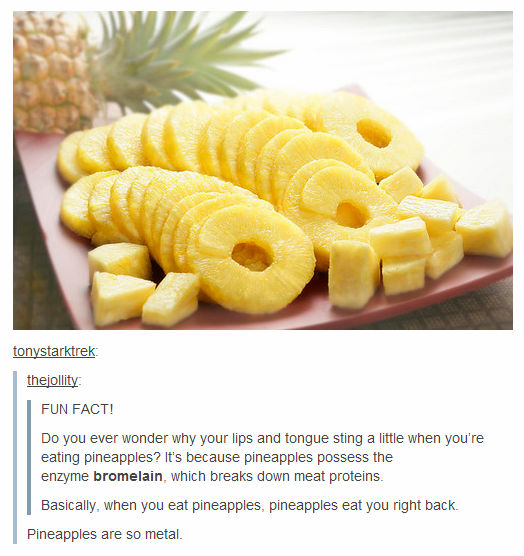 tonystarktrek:
thejollity:
FUN FACT!
Do you ever wonder why your lips and tongue sting a little when you're
eating pineapples? It's because pineapples possess the
enzyme bromelain, which breaks down meat proteins.
Basically, when you eat pineapples, pineapples eat you right back.
Pineapples are so metal.